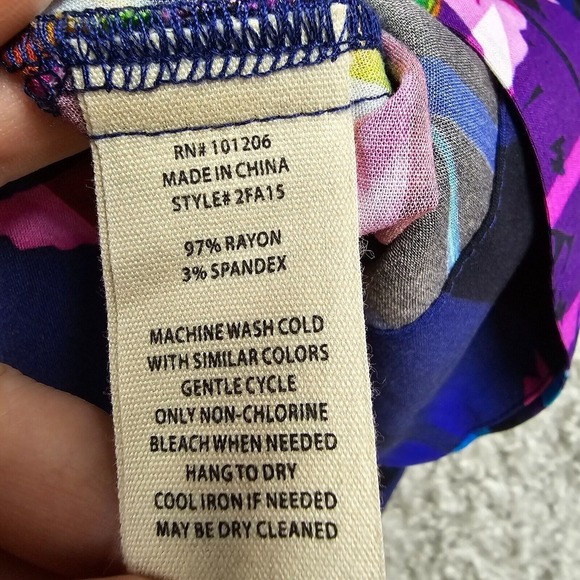 RN# 101206
MADE IN CHINA
STYLE# 2FA15
97% RAYON
3% SPANDEX
MACHINE WASH COLD
WITH SIMILAR COLORS
GENTLE CYCLE
ONLY NON-CHLORINE
BLEACH WHEN NEEDED
HANG TO DRY
COOL IRON IF NEEDED
MAY BE DRY CLEANED